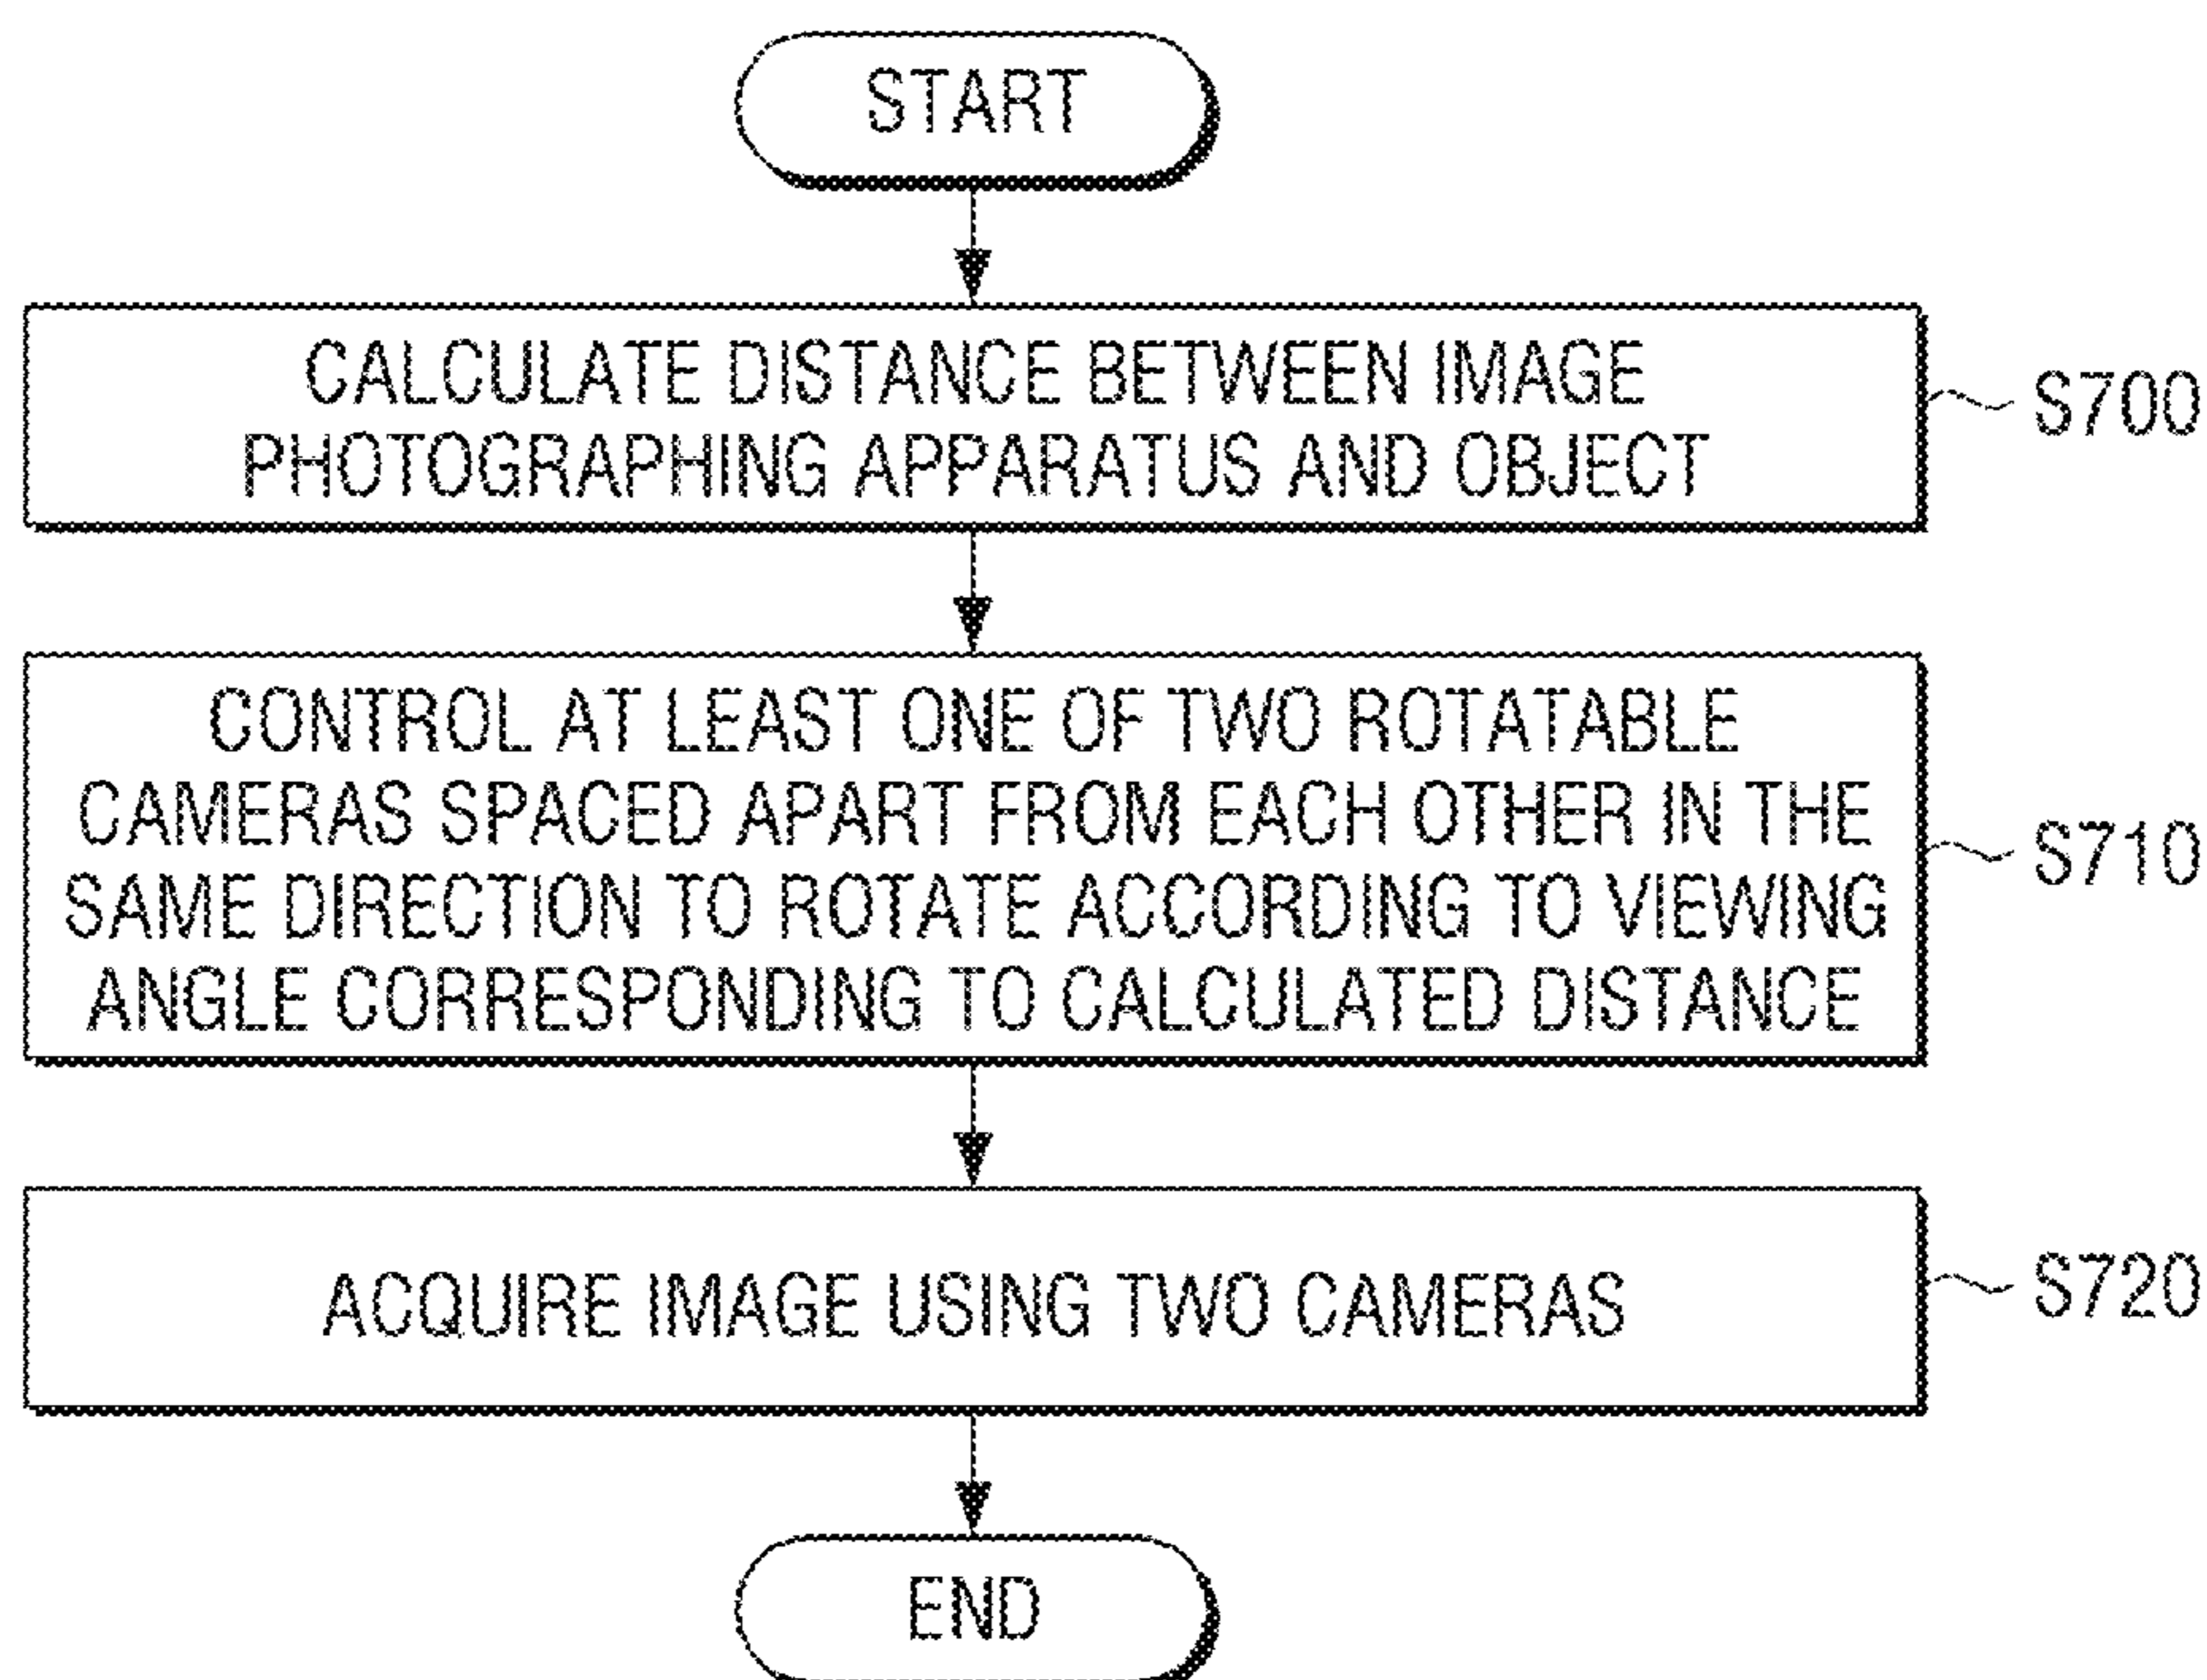 START
CALCULATE DISTANCE BETWEEN IMAGE
PHOTOGRAPHING APPARATUS AND OBJECT
S700
CONTROL AT LEAST ONE OF TWO ROTATABLE
CAMERAS SPACED APART FROM EACH OTHER IN THE
SAME DIRECTION TO ROTATE ACCORDING TO VIEWING
ANGLE CORRESPONDING TO CALCULATED DISTANCE
S710
ACQUIRE IMAGE USING TWO CAMERAS
S720
END